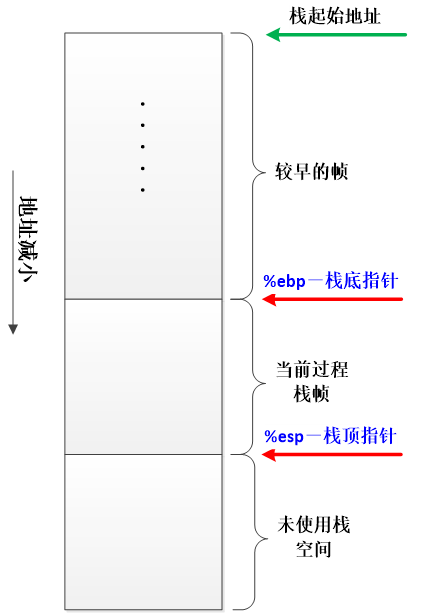 栈起始地址
较早的帧
地址减小
%ebp－栈底指针
当前过程
栈帧
%esp－栈顶指针
未使用栈
空间